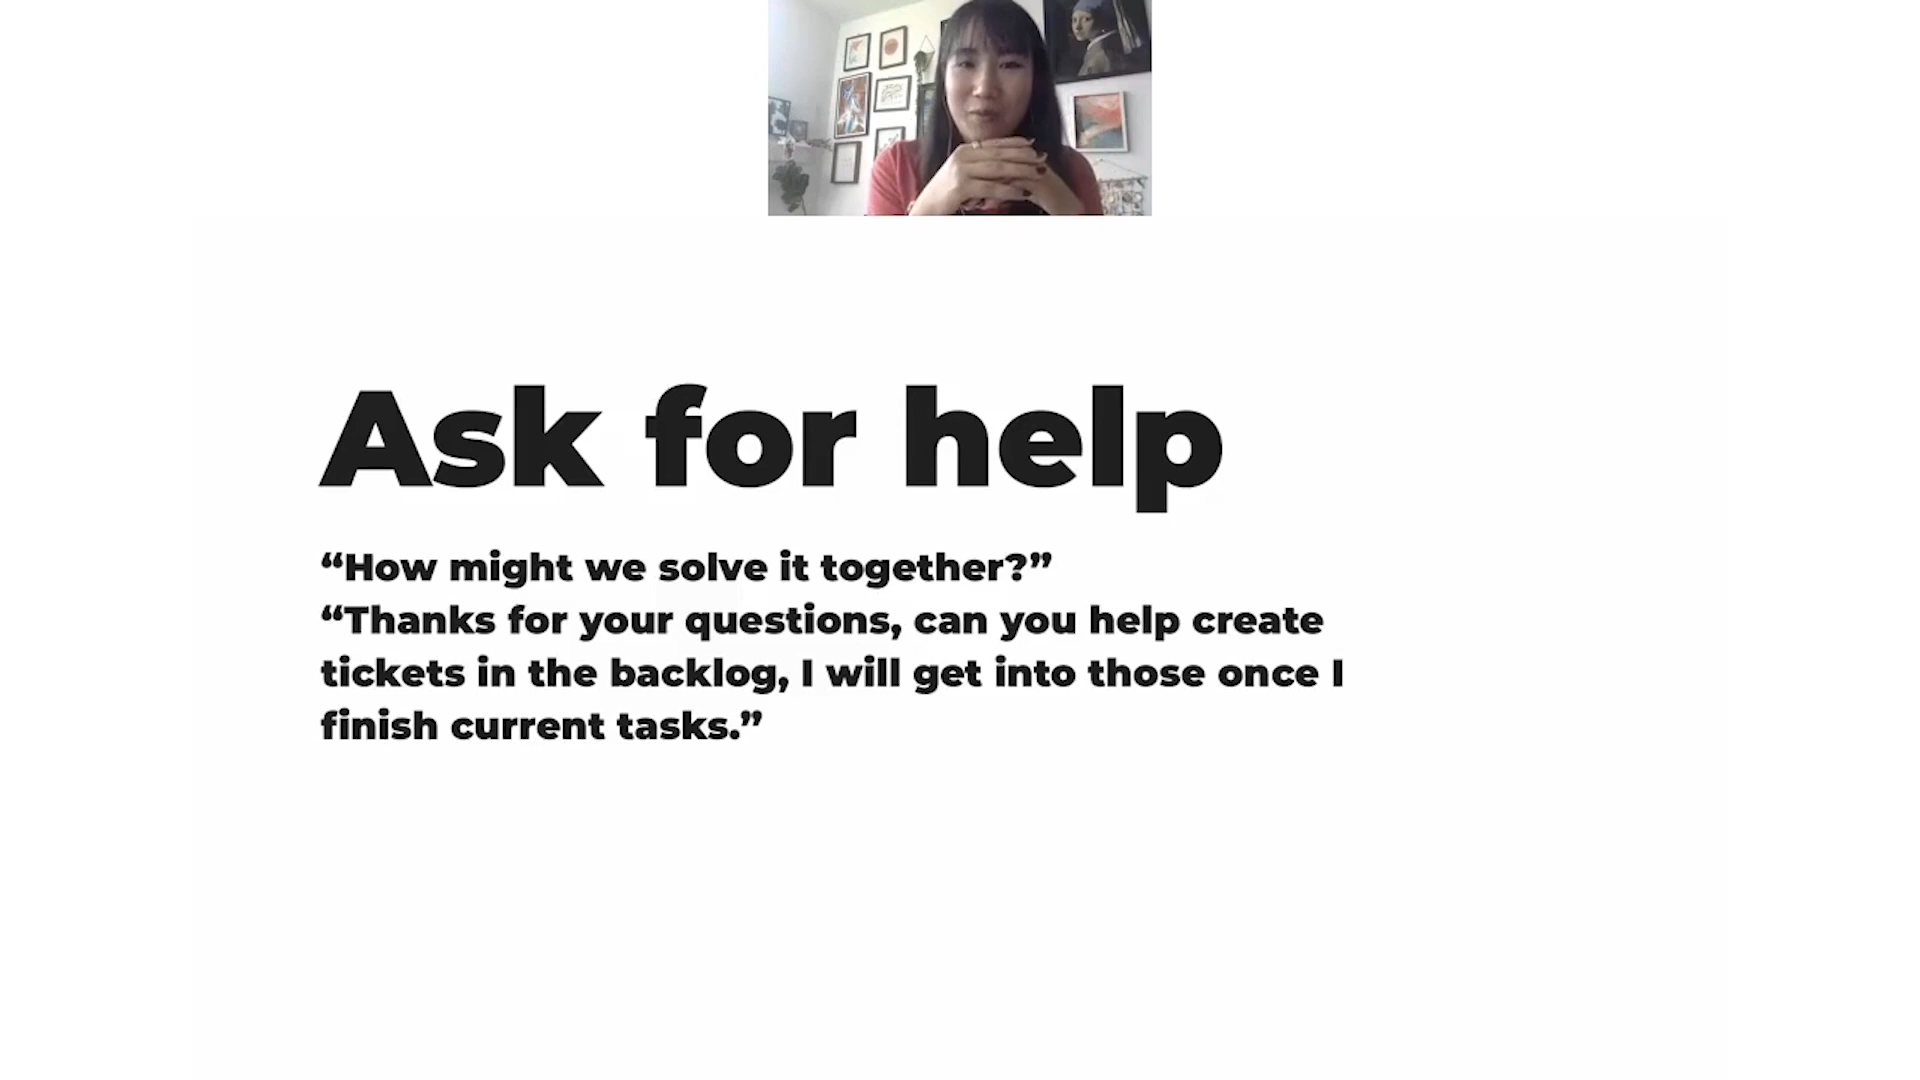 Ask for help
“How might we solve it together?”
“Thanks for your questions, can you help create
tickets in the backlog, I will get into those once I
finish current tasks.”